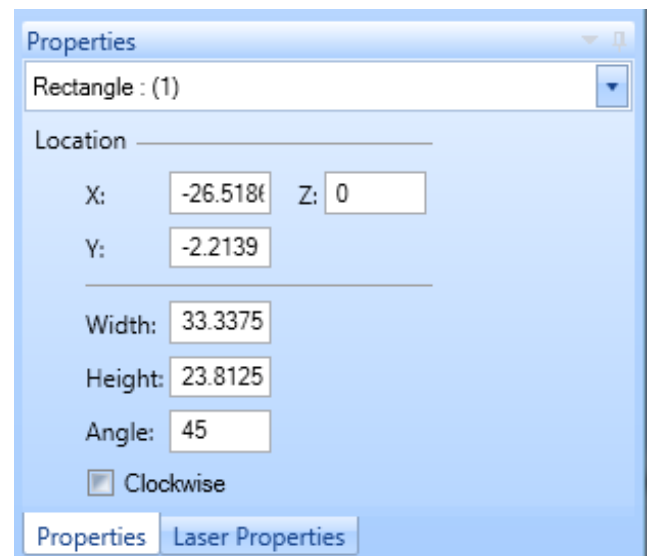 Properties
Rectangle : (1)
Location
X: -26.5186 Z: 0
Y: -2.2139
Width: 33.3375
Height: 23.8125
Angle: 45
Clockwise
Properties Laser Properties